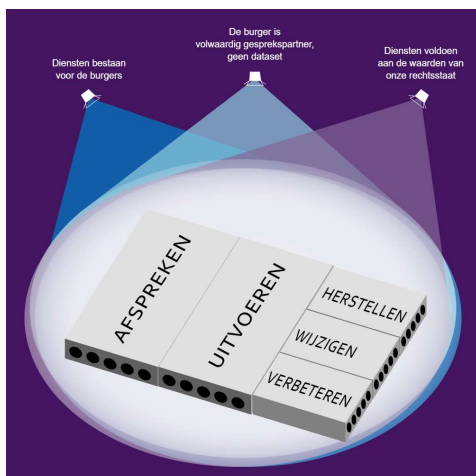 De burger is
volwaardig gesprekspartner,
geen dataset
Diensten bestaan
voor de burgers
Diensten voldoen
aan de waarden van
onze rechtsstaat
AFSPREKEN
UITVOEREN
HERSTELLEN
WIJZIGEN
VERBETEREN